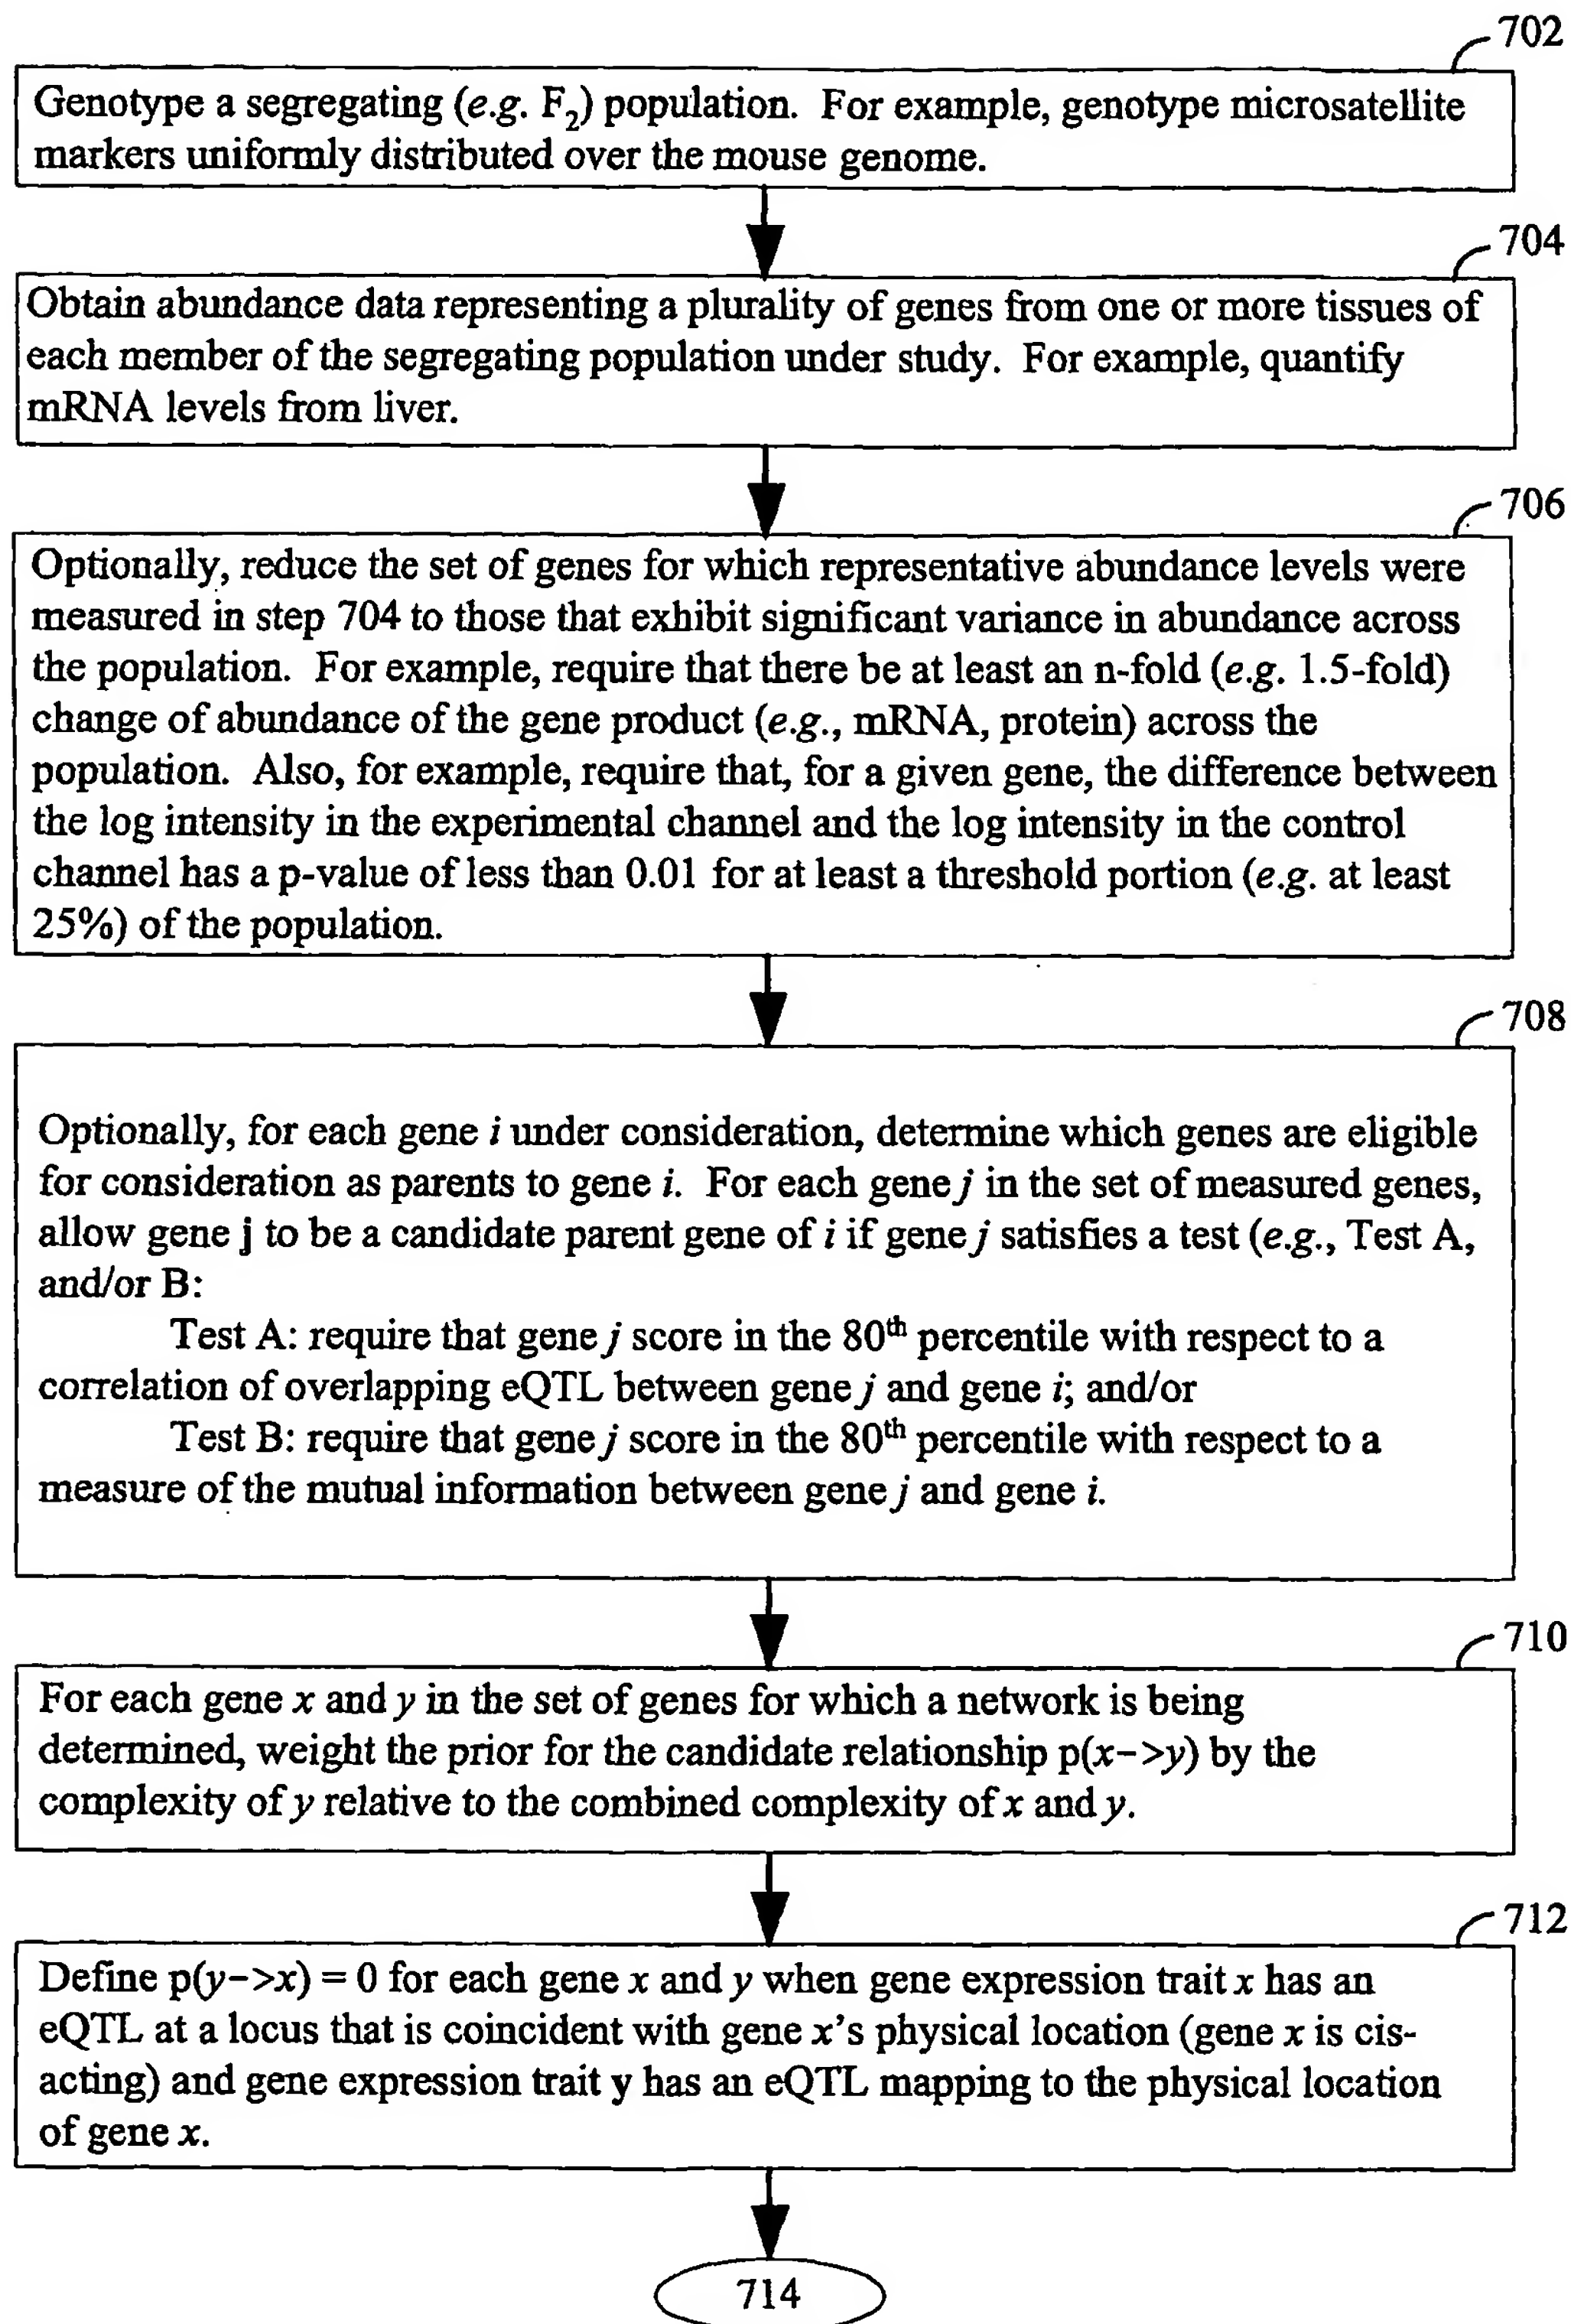 702
Genotype a segregating (e.g. F2) population. For example, genotype microsatellite
markers uniformly distributed over the mouse genome.
704
Obtain abundance data representing a plurality of genes from one or more tissues of
each member of the segregating population under study. For example, quantify
mRNA levels from liver.
706
Optionally, reduce the set of genes for which representative abundance levels were
measured in step 704 to those that exhibit significant variance in abundance across
the population. For example, require that there be at least an n-fold (e.g. 1.5-fold)
change of abundance of the gene product (e.g., mRNA, protein) across the
population. Also, for example, require that, for a given gene, the difference between
the log intensity in the experimental channel and the log intensity in the control
channel has a p-value of less than 0.01 for at least a threshold portion (e.g. at least
25%) of the population.
708
Optionally, for each gene i under consideration, determine which genes are eligible
for consideration as parents to gene i. For each gene j in the set of measured genes,
allow gene j to be a candidate parent gene of i if gene j satisfies a test (e.g., Test A,
and/or B:
Test A: require that gene j score in the 80th percentile with respect to a
correlation of overlapping eQTL between gene j and gene i; and/or
Test B: require that gene j score in the 80th percentile with respect to a
measure of the mutual information between gene j and gene i.
710
For each gene x and y in the set of genes for which a network is being
determined, weight the prior for the candidate relationship p(x->y) by the
complexity of y relative to the combined complexity of x and y.
712
Define p(y->x) = 0 for each gene x and y when gene expression trait x has an
eQTL at a locus that is coincident with gene x's physical location (gene x is cis-
acting) and gene expression trait y has an eQTL mapping to the physical location
of gene x.
714